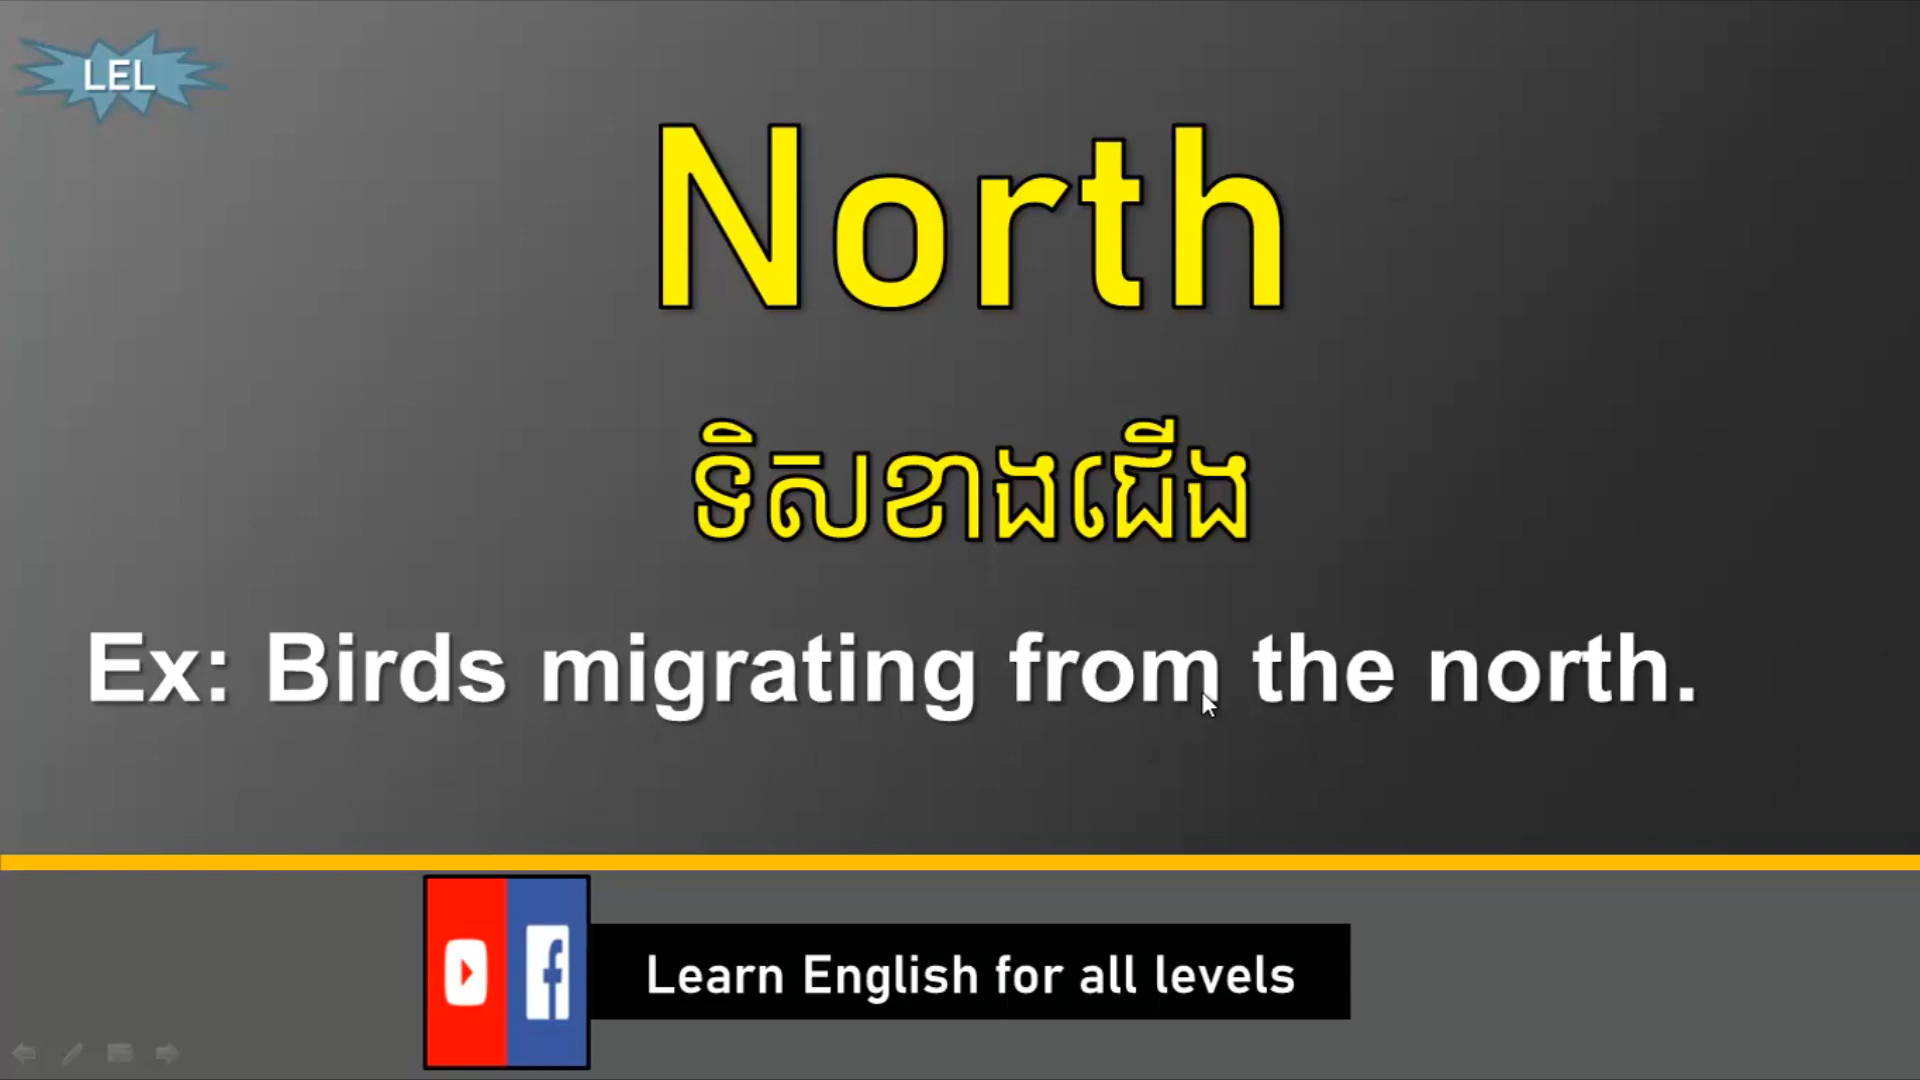 LEL
North
ទិសខាងជើង
Ex: Birds migrating from the north.
Learn English for all levels